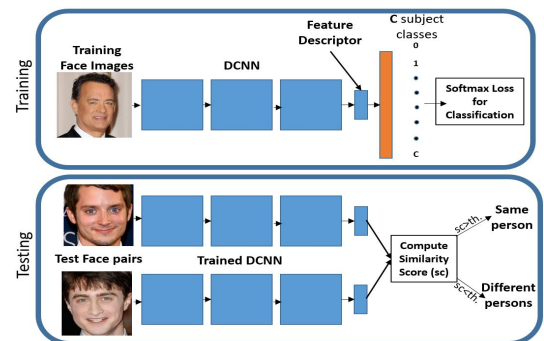 Training
Training
Face Images
DCNN
Feature
Descriptor
C subject
classes
0
1
C
Softmax Loss
for
Classification
Testing
Test Face pairs
Trained DCNN
Compute
Similarity
Score (sc)
sc>th.
Same
person
sc<th.
Different
persons